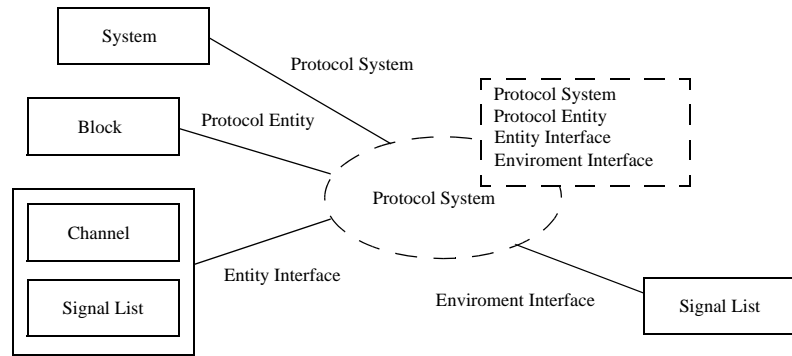 System
Protocol System
Protocol System
Protocol Entity
Entity Interface
Enviroment Interface
Block
Protocol Entity
Protocol System
Channel
Signal List
Entity Interface
Enviroment Interface
Signal List